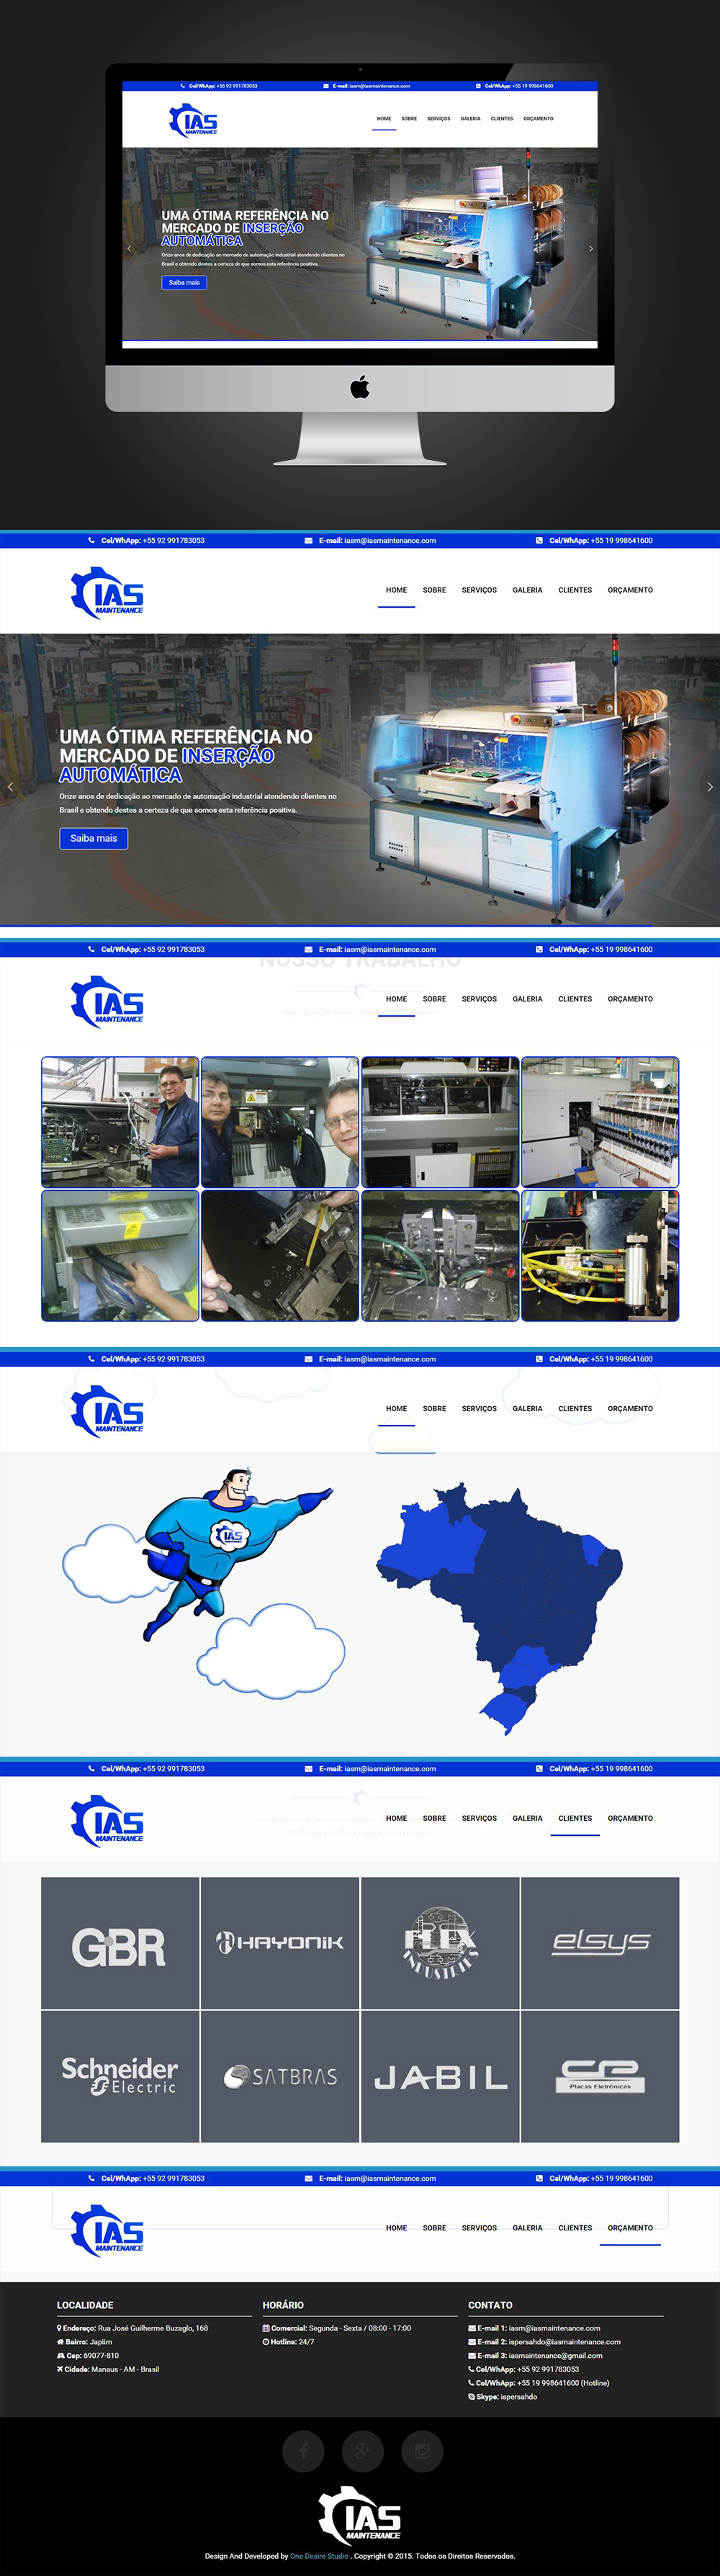 Cel/WhApp: +55 92 991783053
E-mail: iasm@iasmaintenance.com
Cel/WhApp: +55 19 998641600
IAS
MAINTENANCE
HOME SOBRE SERVIÇOS GALERIA CLIENTES ORÇAMENTO
UMA ÓTIMA REFERÊNCIA NO
MERCADO DE INSERÇÃO
AUTOMÁTICA
Onze anos de dedicação ao mercado de automação industrial atendendo clientes no
Brasil e obtendo destes a certeza de que somos esta referência positiva.
Saiba mais
Cel/WhApp: +55 92 991783053
E-mail: iasm@iasmaintenance.com
Cel/WhApp: +55 19 998641600
IAS
MAINTENANCE
HOME SOBRE SERVIÇOS GALERIA CLIENTES ORÇAMENTO
UMA ÓTIMA REFERÊNCIA NO
MERCADO DE INSERÇÃO
AUTOMÁTICA
Onze anos de dedicação ao mercado de automação industrial atendendo clientes no
Brasil e obtendo destes a certeza de que somos esta referência positiva.
Saiba mais
Cel/WhApp: +55 92 991783053
E-mail: iasm@iasmaintenance.com
Cel/WhApp: +55 19 998641600
NOSSO TRABALHO
IAS
MAINTENANCE
HOME SOBRE SERVIÇOS GALERIA CLIENTES ORÇAMENTO
Cel/WhApp: +55 92 991783053
E-mail: iasm@iasmaintenance.com
Cel/WhApp: +55 19 998641600
IAS
MAINTENANCE
HOME SOBRE SERVIÇOS GALERIA CLIENTES ORÇAMENTO
IAS
MAINTENANCE
Cel/WhApp: +55 92 991783053
E-mail: iasm@iasmaintenance.com
Cel/WhApp: +55 19 998641600
IAS
MAINTENANCE
HOME SOBRE SERVIÇOS GALERIA CLIENTES ORÇAMENTO
GBR
HAYONIK
FLEX
INDUSTRIES
elsys
Schneider
Electric
SATBRAS
JABIL
CP
Placas Eletrônicas
Cel/WhApp: +55 92 991783053
E-mail: iasm@iasmaintenance.com
Cel/WhApp: +55 19 998641600
IAS
MAINTENANCE
HOME SOBRE SERVIÇOS GALERIA CLIENTES ORÇAMENTO
LOCALIDADE
Endereço: Rua José Guilherme Buzaglo, 168
Bairro: Japiim
Cep: 69077-810
Cidade: Manaus - AM - Brasil
HORÁRIO
Comercial: Segunda - Sexta / 08:00 - 17:00
Hotline: 24/7
CONTATO
E-mail 1: iasm@iasmaintenance.com
E-mail 2: ispersahdo@iasmaintenance.com
E-mail 3: iasmaintenance@gmail.com
Cel/WhApp: +55 92 991783053
Cel/WhApp: +55 19 998641600 (Hotline)
Skype: ispersahdo
IAS
MAINTENANCE
Design And Developed by One Desire Studio . Copyright © 2015. Todos os Direitos Reservados.